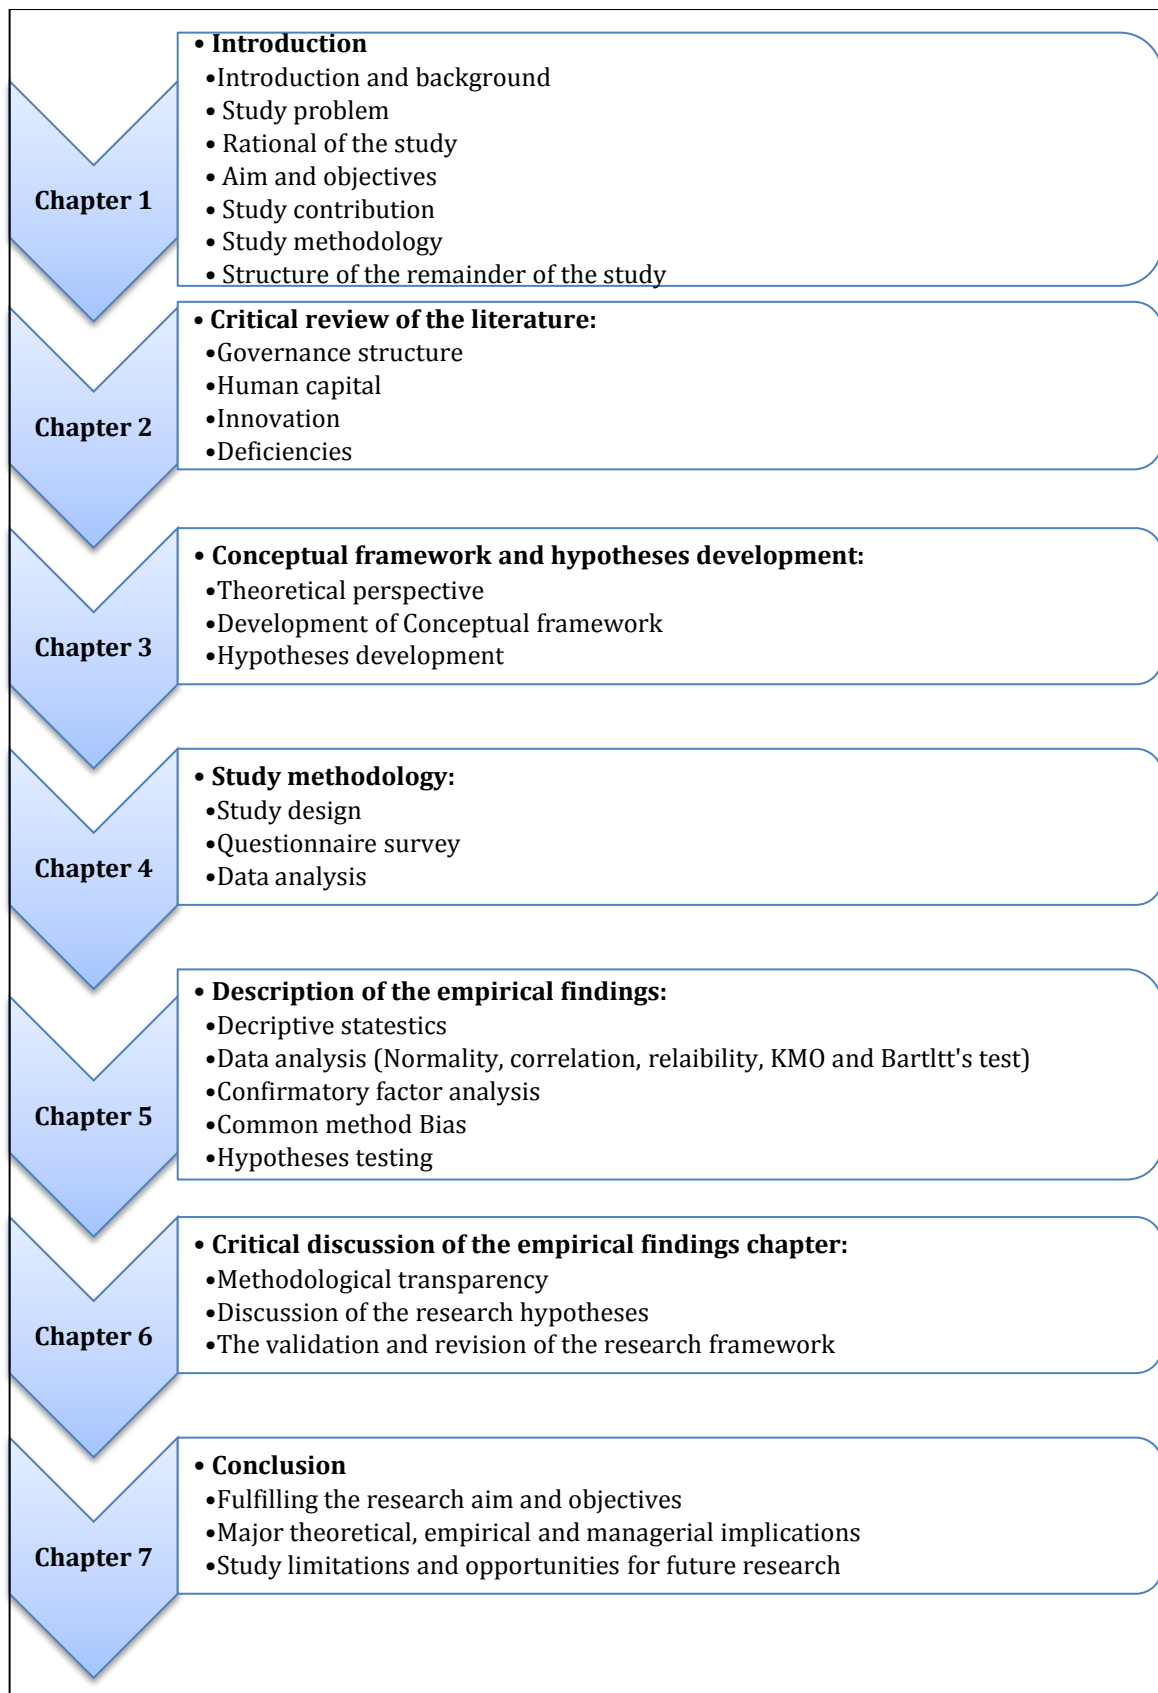 • Introduction
•Introduction and background
• Study problem
• Rational of the study
• Aim and objectives
• Study contribution
• Study methodology
• Structure of the remainder of the study
Chapter 1
• Critical review of the literature:
•Governance structure
•Human capital
•Innovation
•Deficiencies
Chapter 2
• Conceptual framework and hypotheses development:
•Theoretical perspective
•Development of Conceptual framework
•Hypotheses development
Chapter 3
• Study methodology:
•Study design
•Questionnaire survey
•Data analysis
Chapter 4
• Description of the empirical findings:
•Decriptive statestics
•Data analysis (Normality, correlation, relaibility, KMO and Bartltt's test)
•Confirmatory factor analysis
•Common method Bias
•Hypotheses testing
Chapter 5
• Critical discussion of the empirical findings chapter:
•Methodological transparency
•Discussion of the research hypotheses
•The validation and revision of the research framework
Chapter 6
• Conclusion
•Fulfilling the research aim and objectives
•Major theoretical, empirical and managerial implications
•Study limitations and opportunities for future research
Chapter 7